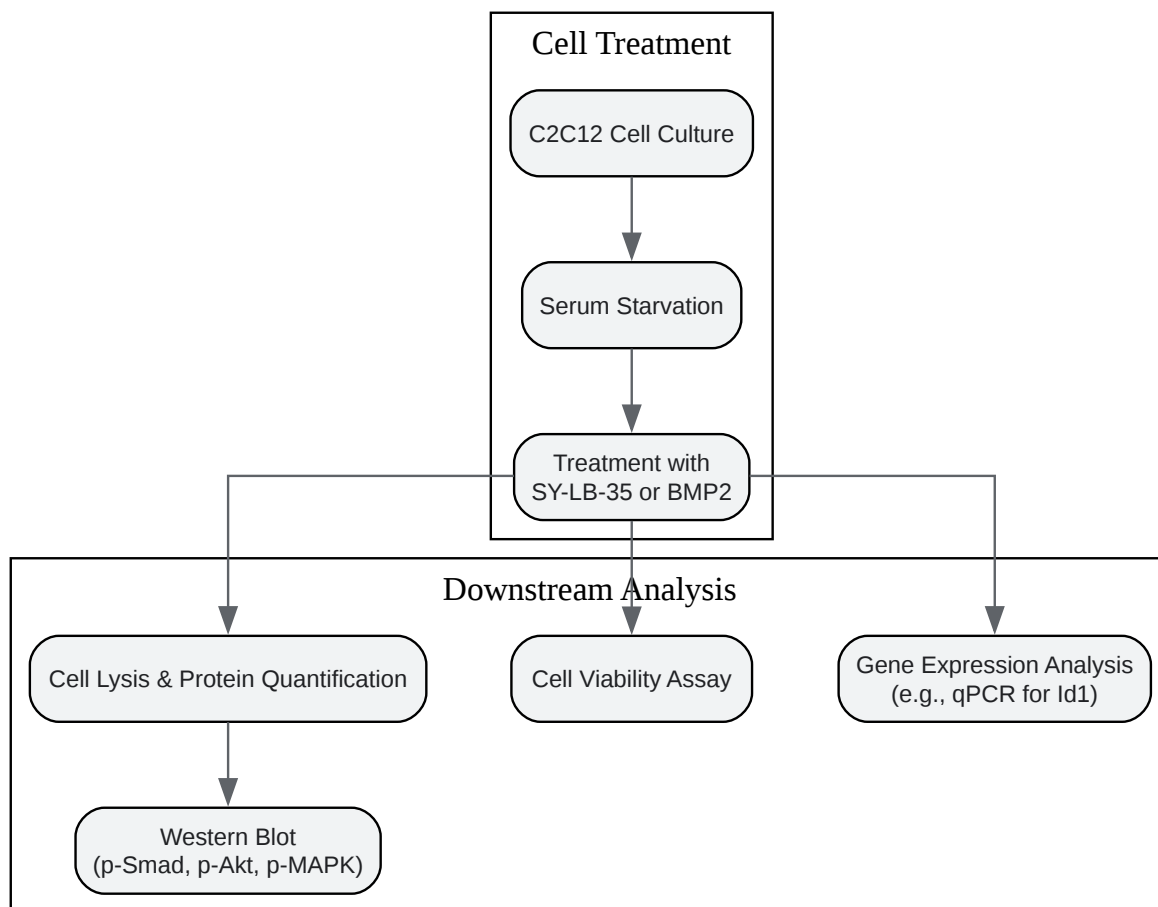 Cell Treatment
C2C12 Cell Culture
Serum Starvation
Treatment with
SY-LB-35 or BMP2
Downstream Analysis
Cell Lysis & Protein Quantification
Cell Viability Assay
Gene Expression Analysis
(e.g., qPCR for Id1)
Western Blot
(p-Smad, p-Akt, p-MAPK)